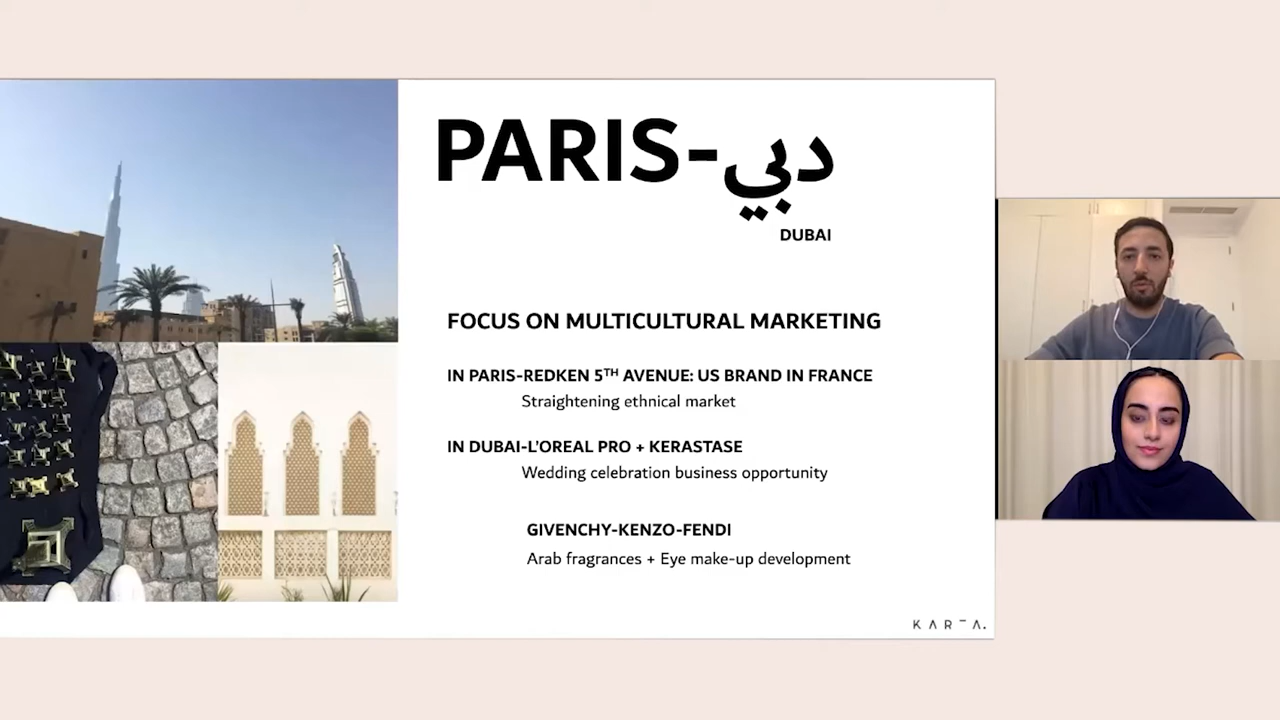 PARIS-دبي
DUBAI
FOCUS ON MULTICULTURAL MARKETING
IN PARIS-REDKEN 5TH AVENUE: US BRAND IN FRANCE
Straightening ethnical market
IN DUBAI-L'OREAL PRO + KERASTASE
Wedding celebration business opportunity
GIVENCHY-KENZO-FENDI
Arab fragrances + Eye make-up development
KARTA.